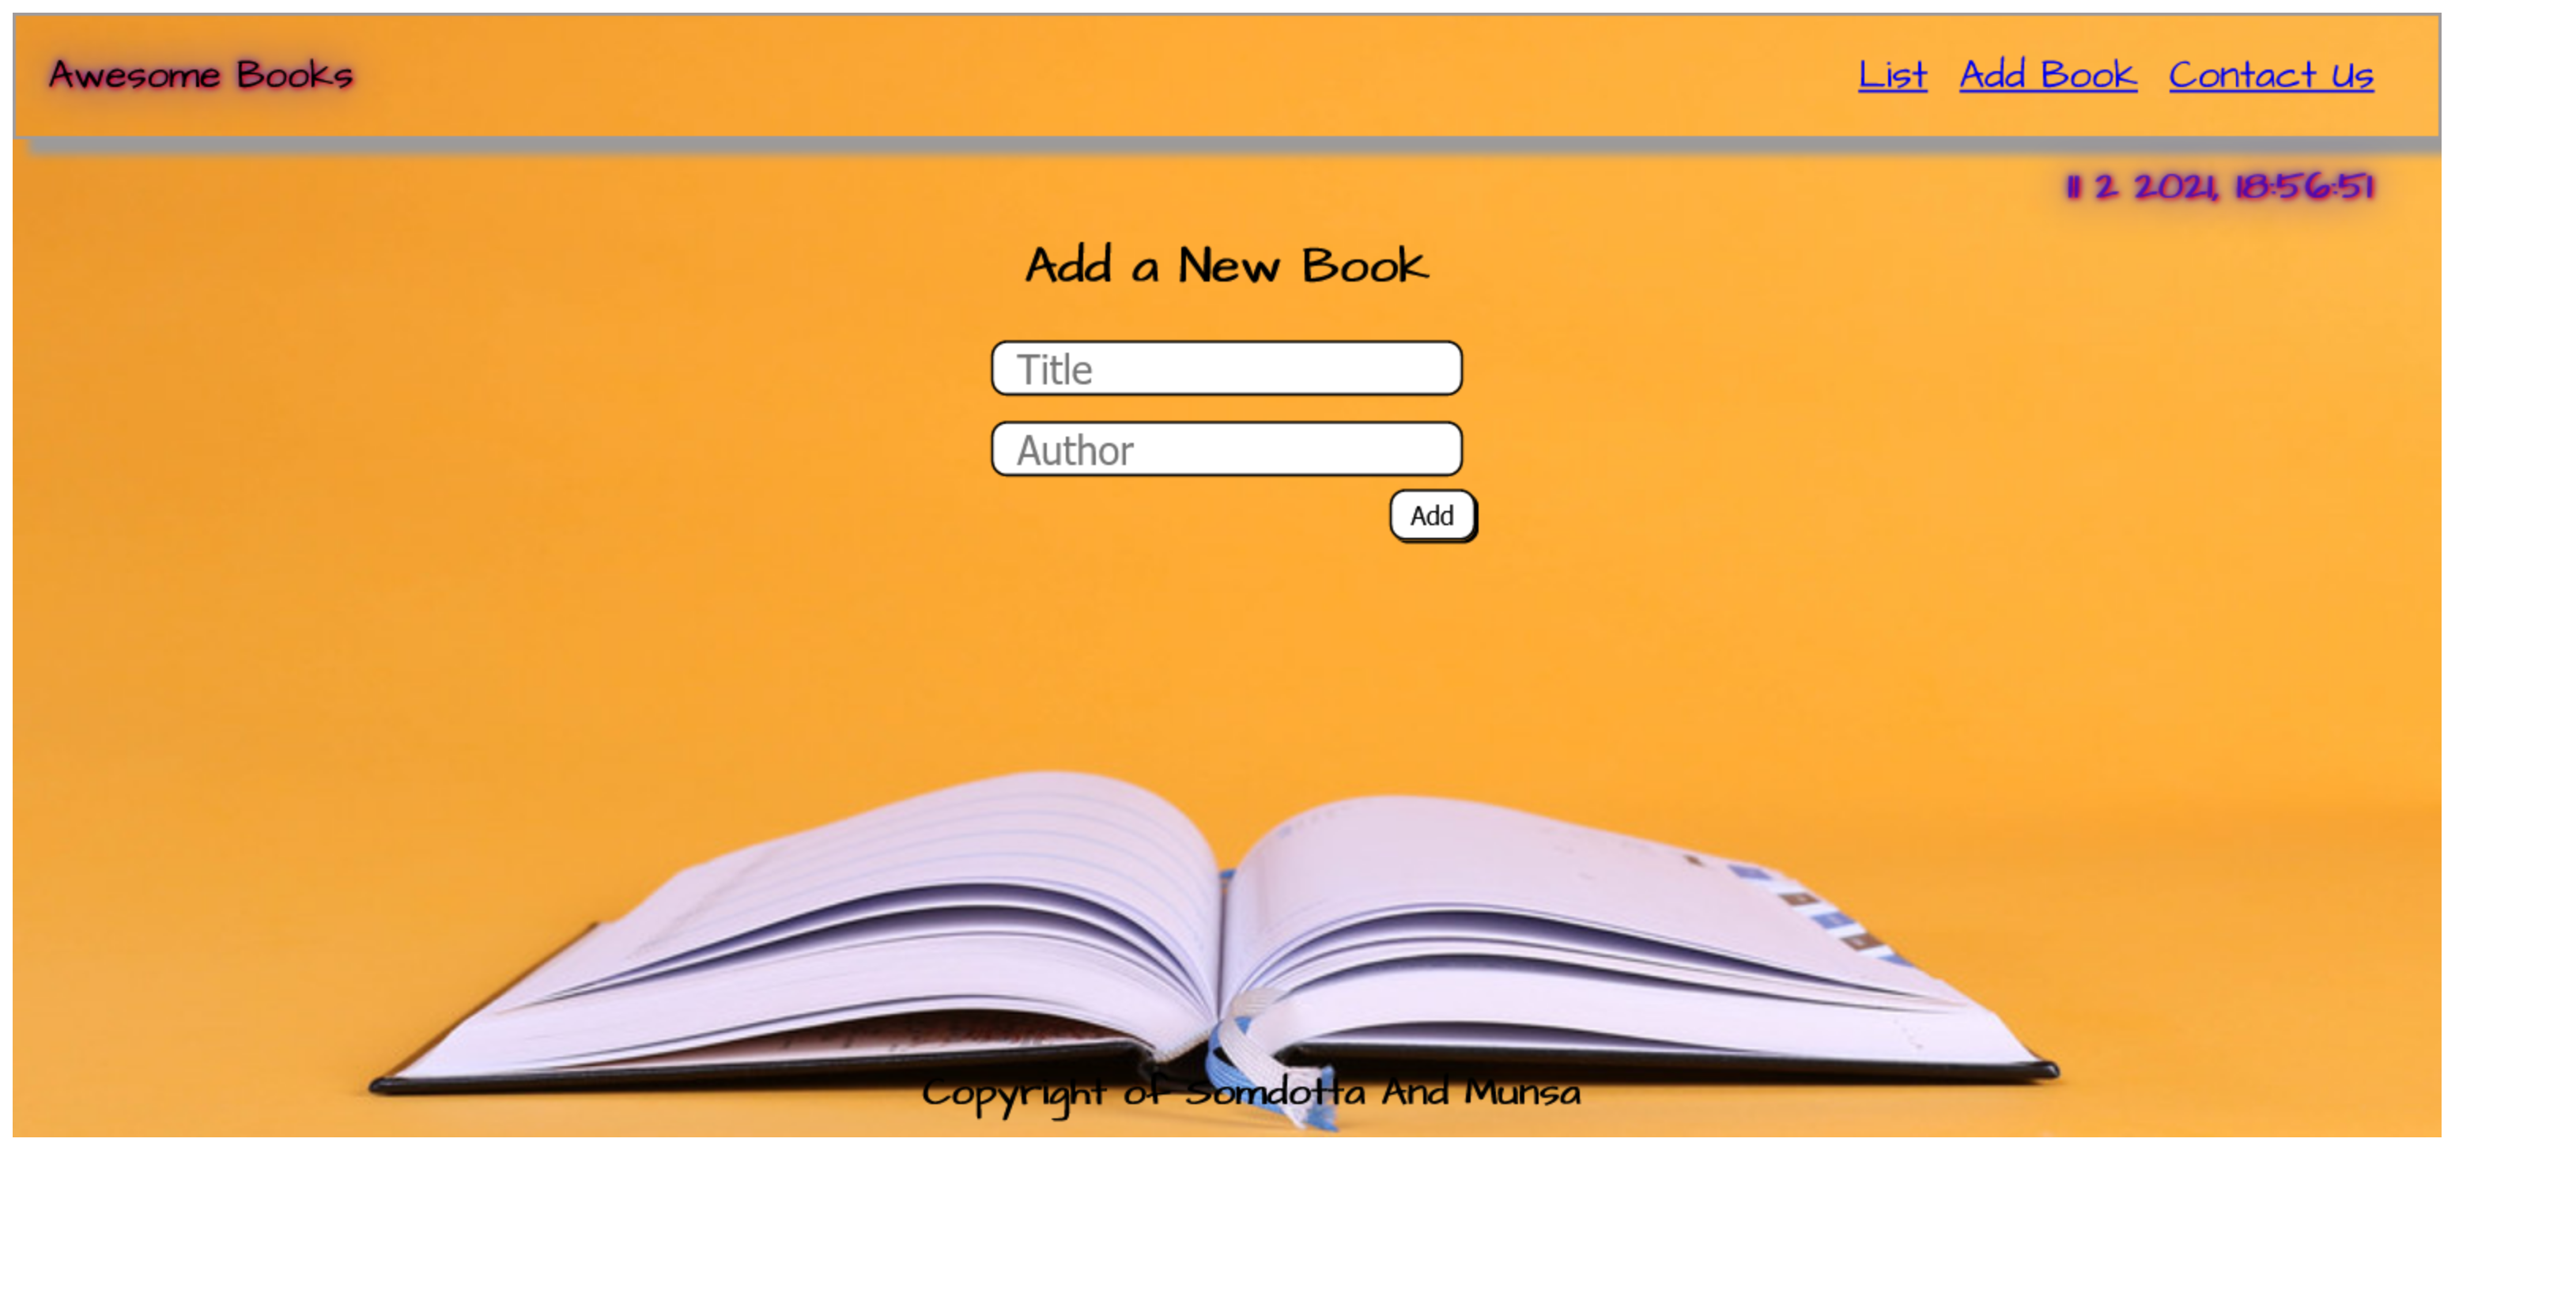 Awesome Books
List Add Book Contact Us
11 2 2021, 18:56:51
Add a New Book
Title
Author
Add
Copyright of Somdotta And Munsa